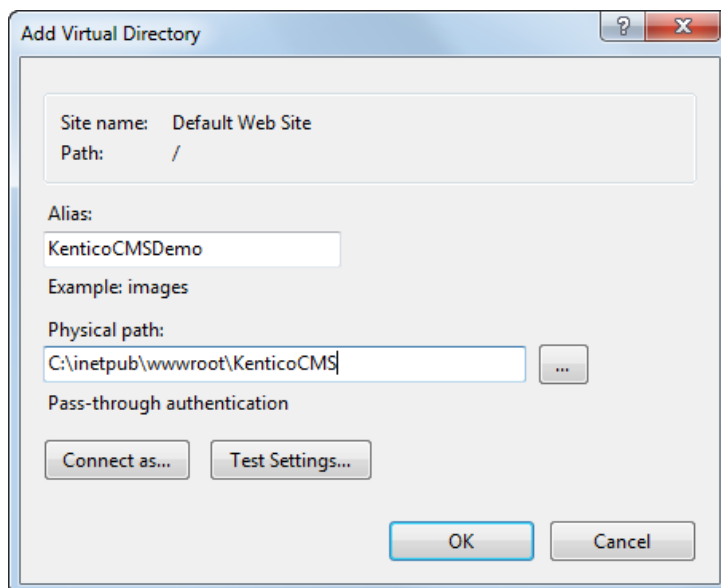 Add Virtual Directory
?
X
Site name: Default Web Site
Path: /
Alias:
KenticoCMSDemo
Example: images
Physical path:
C:\inetpub\wwwroot\KenticoCMS
...
Pass-through authentication
Connect as... Test Settings...
OK Cancel